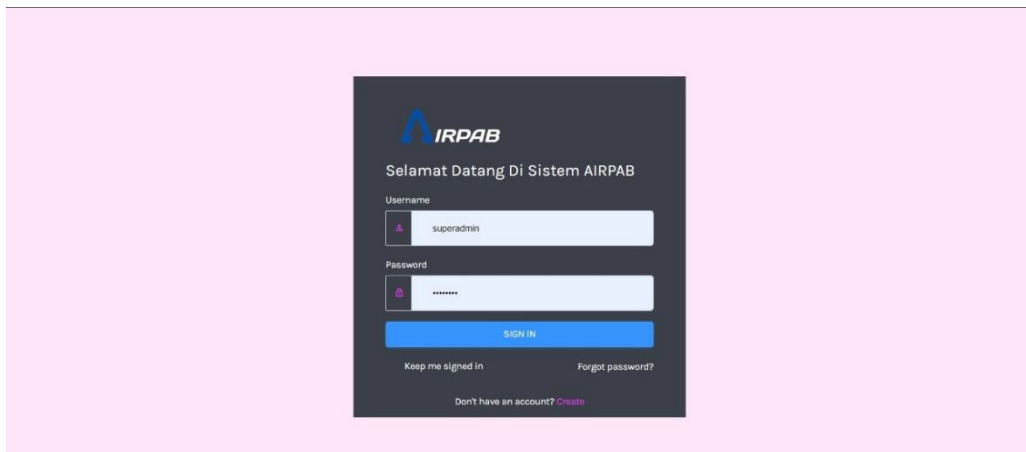 AIRPAB
Selamat Datang Di Sistem AIRPAB
Username
superadmin
Password
••••••••
SIGN IN
Keep me signed in
Forgot password?
Don't have an account? Create